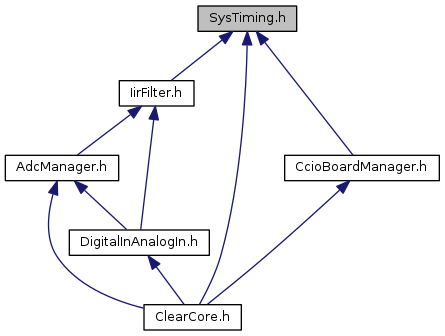 SysTiming.h
IirFilter.h
AdcManager.h
CcioBoardManager.h
DigitalInAnalogIn.h
ClearCore.h